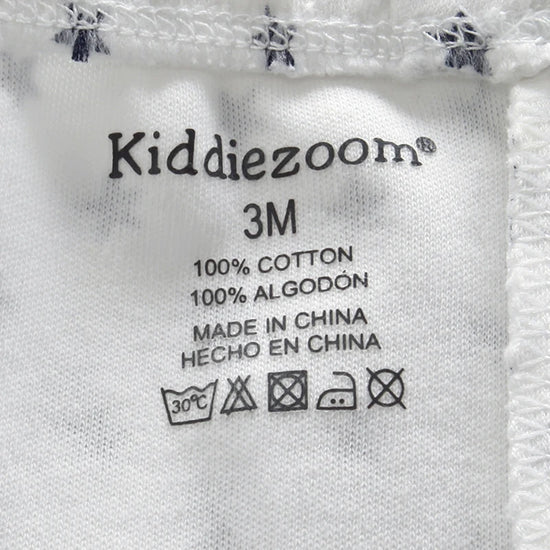 Kiddiezoom®
3M
100% COTTON
100% ALGODÓN
MADE IN CHINA
HECHO EN CHINA
30°C